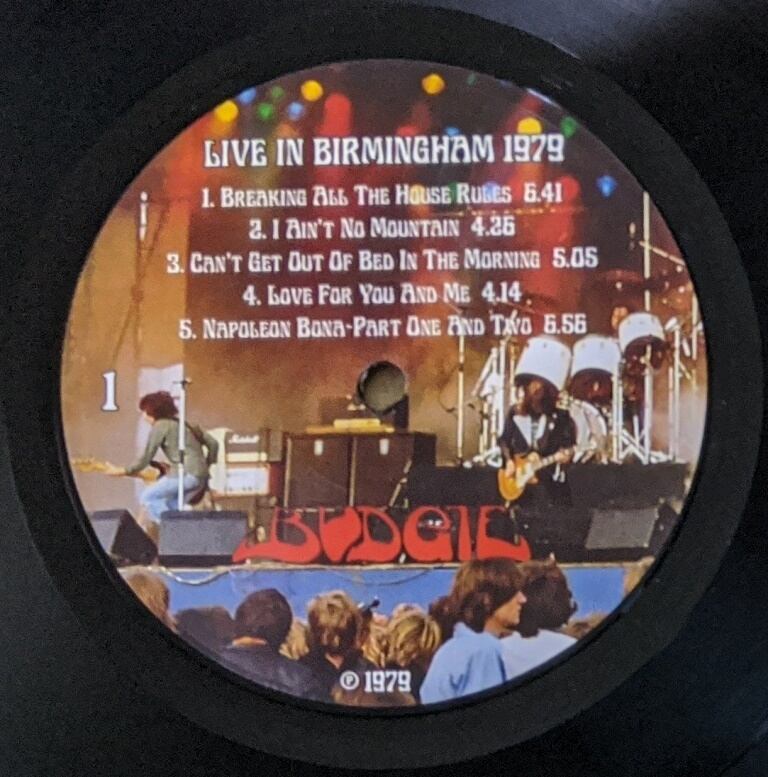 LIVE IN BIRMINGHAM 1979
1. BREAKING ALL THE HOUSE RULES 6.41
2. I AIN'T NO MOUNTAIN 4.26
3. CAN'T GET OUT OF BED IN THE MORNING 5.05
4. LOVE FOR YOU AND ME 4.14
5. NAPOLEON BONA-PART ONE AND TWO 6.56
1
Marshall
BUDGIE
℗ 1979